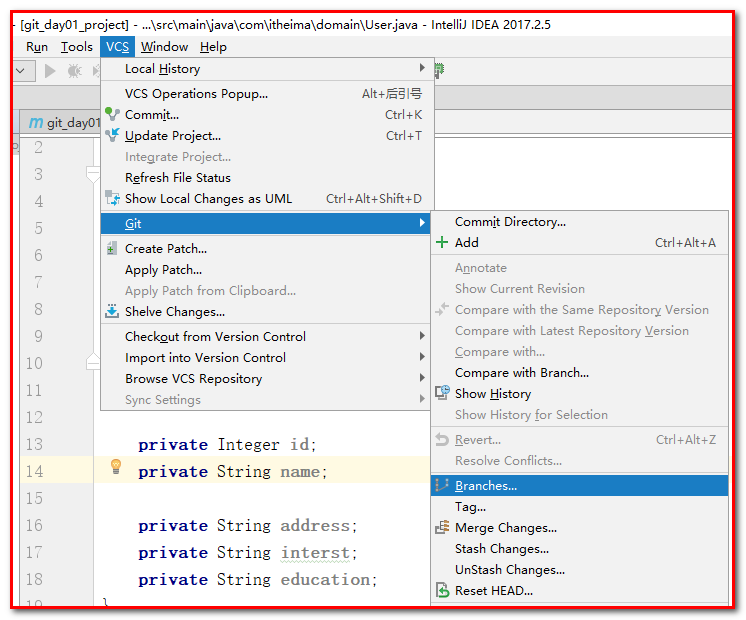 - [git_day01_project] - ...\src\main\java\com\itheima\domain\User.java - IntelliJ IDEA 2017.2.5
Run Tools VCS Window Help
Local History
VCS Operations Popup... Alt+后引号
Commit... Ctrl+K
Update Project... Ctrl+T
Integrate Project...
Refresh File Status
Show Local Changes as UML Ctrl+Alt+Shift+D
Git
Create Patch...
Apply Patch...
Apply Patch from Clipboard...
Shelve Changes...
Checkout from Version Control
Import into Version Control
Browse VCS Repository
Sync Settings
Commit Directory...
Add Ctrl+Alt+A
Annotate
Show Current Revision
Compare with the Same Repository Version
Compare with Latest Repository Version
Compare with...
Compare with Branch...
Show History
Show History for Selection
Revert... Ctrl+Alt+Z
Resolve Conflicts...
Branches...
Tag...
Merge Changes...
Stash Changes...
UnStash Changes...
Reset HEAD...
m git_day01
2
3
4
5
6
7
8
9
10
11
12
13 private Integer id;
14 private String name;
15
16 private String address;
17 private String interst;
18 private String education;
19 }